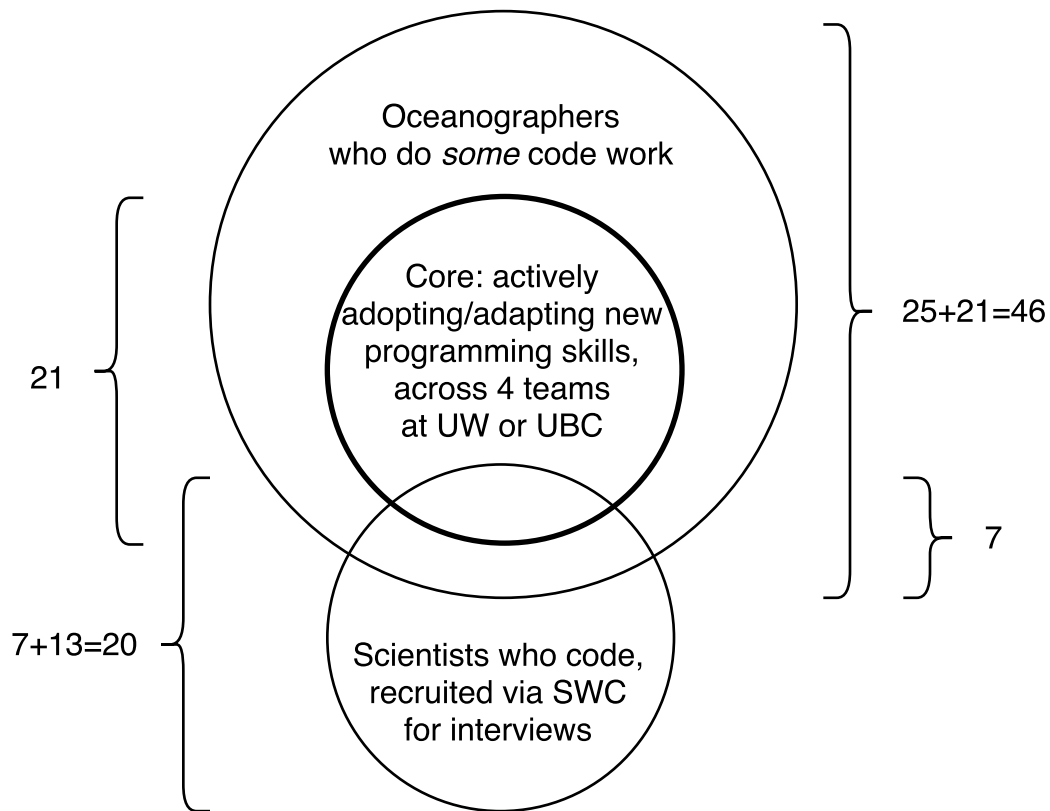 Oceanographers
who do some code work
Core: actively
adopting/adapting new
programming skills,
across 4 teams
at UW or UBC
21
25+21=46
7
7+13=20
Scientists who code,
recruited via SWC
for interviews